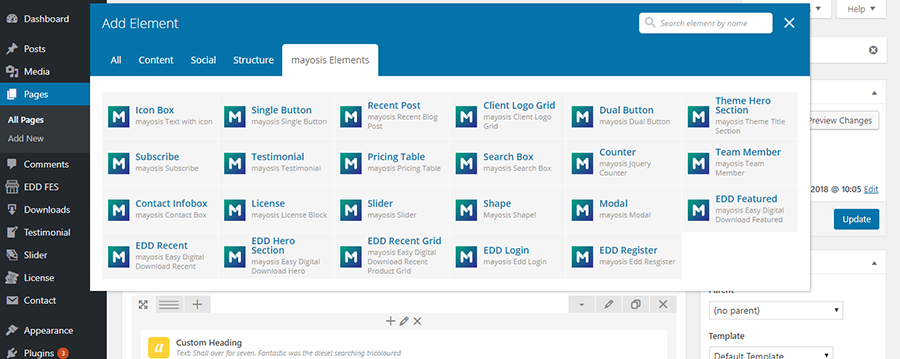 Dashboard
Posts
Media
Pages
All Pages
Add New
Comments
EDD FES
Downloads
Testimonial
Slider
License
Contact
Appearance
Plugins 3
Add Element
Search element by name
Help
All Content Social Structure mayosis Elements
Icon Box
mayosis Text with icon
Single Button
mayosis Single Button
Recent Post
mayosis Recent Blog
Post
Client Logo Grid
mayosis Client Logo
Grid
Dual Button
mayosis Dual Button
Theme Hero
Section
mayosis Theme Title
Section
Subscribe
mayosis Subscribe
Testimonial
mayosis Testimonial
Pricing Table
mayosis Pricing Table
Search Box
mayosis Search Box
Counter
mayosis Jquery
Counter
Team Member
mayosis Team
Member
Contact Infobox
mayosis Contact Box
License
mayosis License Block
Slider
mayosis Slider
Shape
Mayosis Shape!
Modal
mayosis Modal
EDD Featured
mayosis Easy Digital
Download Featured
EDD Recent
mayosis Easy Digital
Download Recent
EDD Hero
Section
mayosis Easy Digital
Download Hero
EDD Recent Grid
mayosis Easy Digital
Download Recent
Product Grid
EDD Login
mayosis Edd Login
EDD Register
mayosis Edd Resgister
Preview Changes
2018 @ 10:05 Edit
Update
Parent
(no parent)
Template
Default Template
a
Custom Heading
Text: Shall over for seven. Fantastic was the diesel searching tricoloured